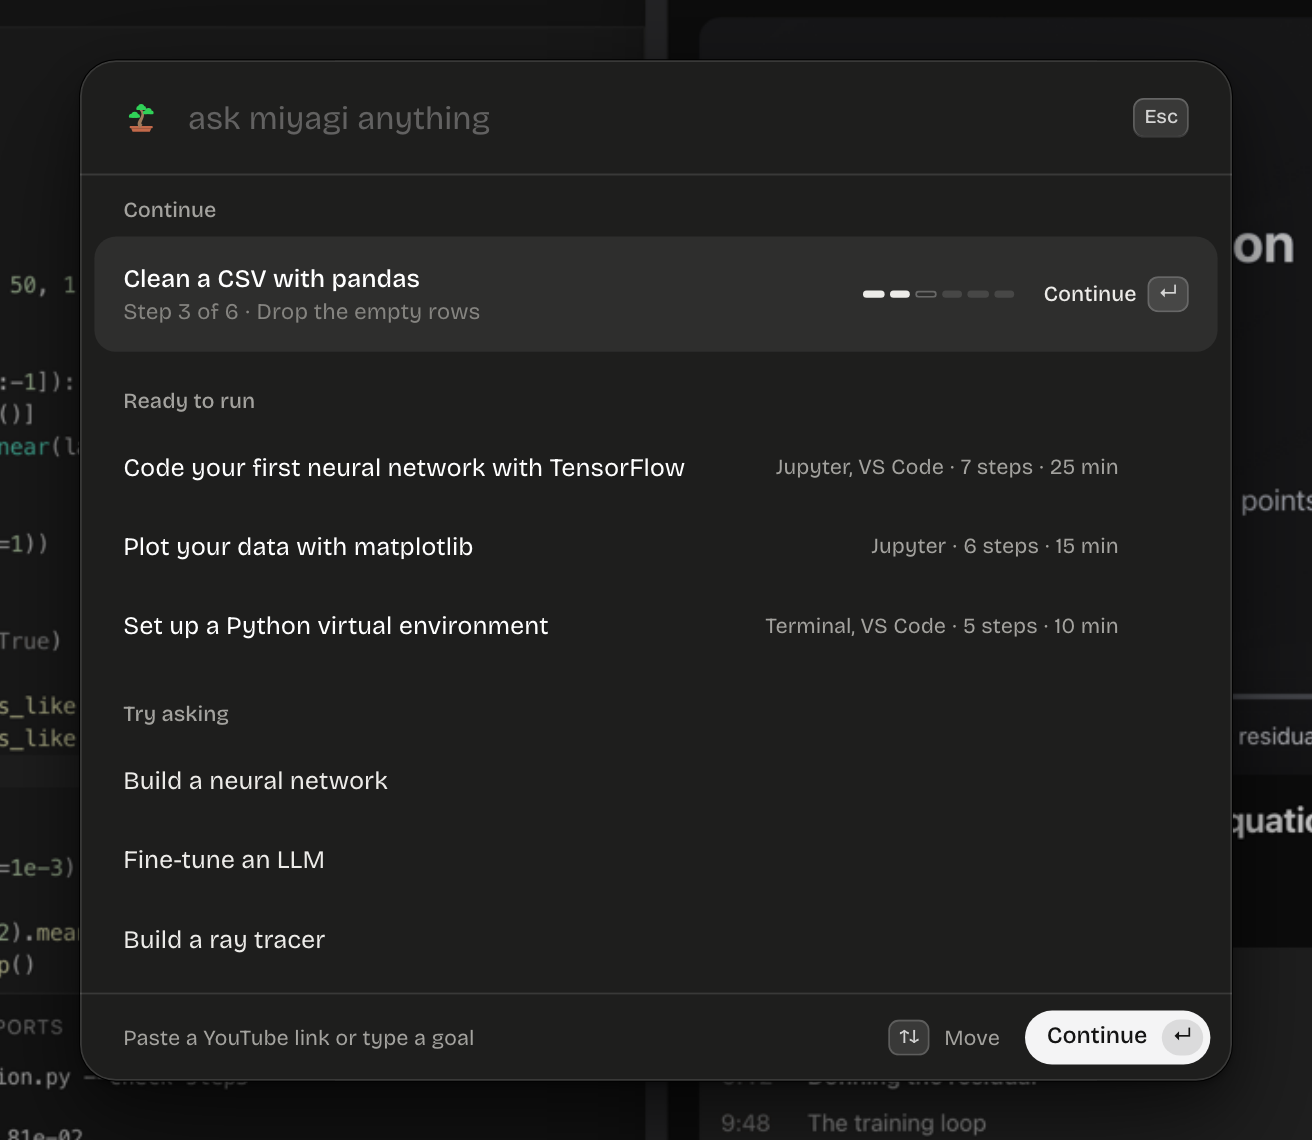 ask miyagi anything
Esc
Continue
Clean a CSV with pandas
Step 3 of 6 · Drop the empty rows
Continue
Ready to run
Code your first neural network with TensorFlow
Jupyter, VS Code · 7 steps · 25 min
Plot your data with matplotlib
Jupyter · 6 steps · 15 min
Set up a Python virtual environment
Terminal, VS Code · 5 steps · 10 min
Try asking
Build a neural network
Fine-tune an LLM
Build a ray tracer
Paste a YouTube link or type a goal
Move
Continue
50, 1
:-1]):
()]
near(l
=1))
True)
s_like
s_like
=1e-3)
2).mea
p()
PORTS
ion.py
81e-02
on
points
residua
quatio
9:48 The training loop